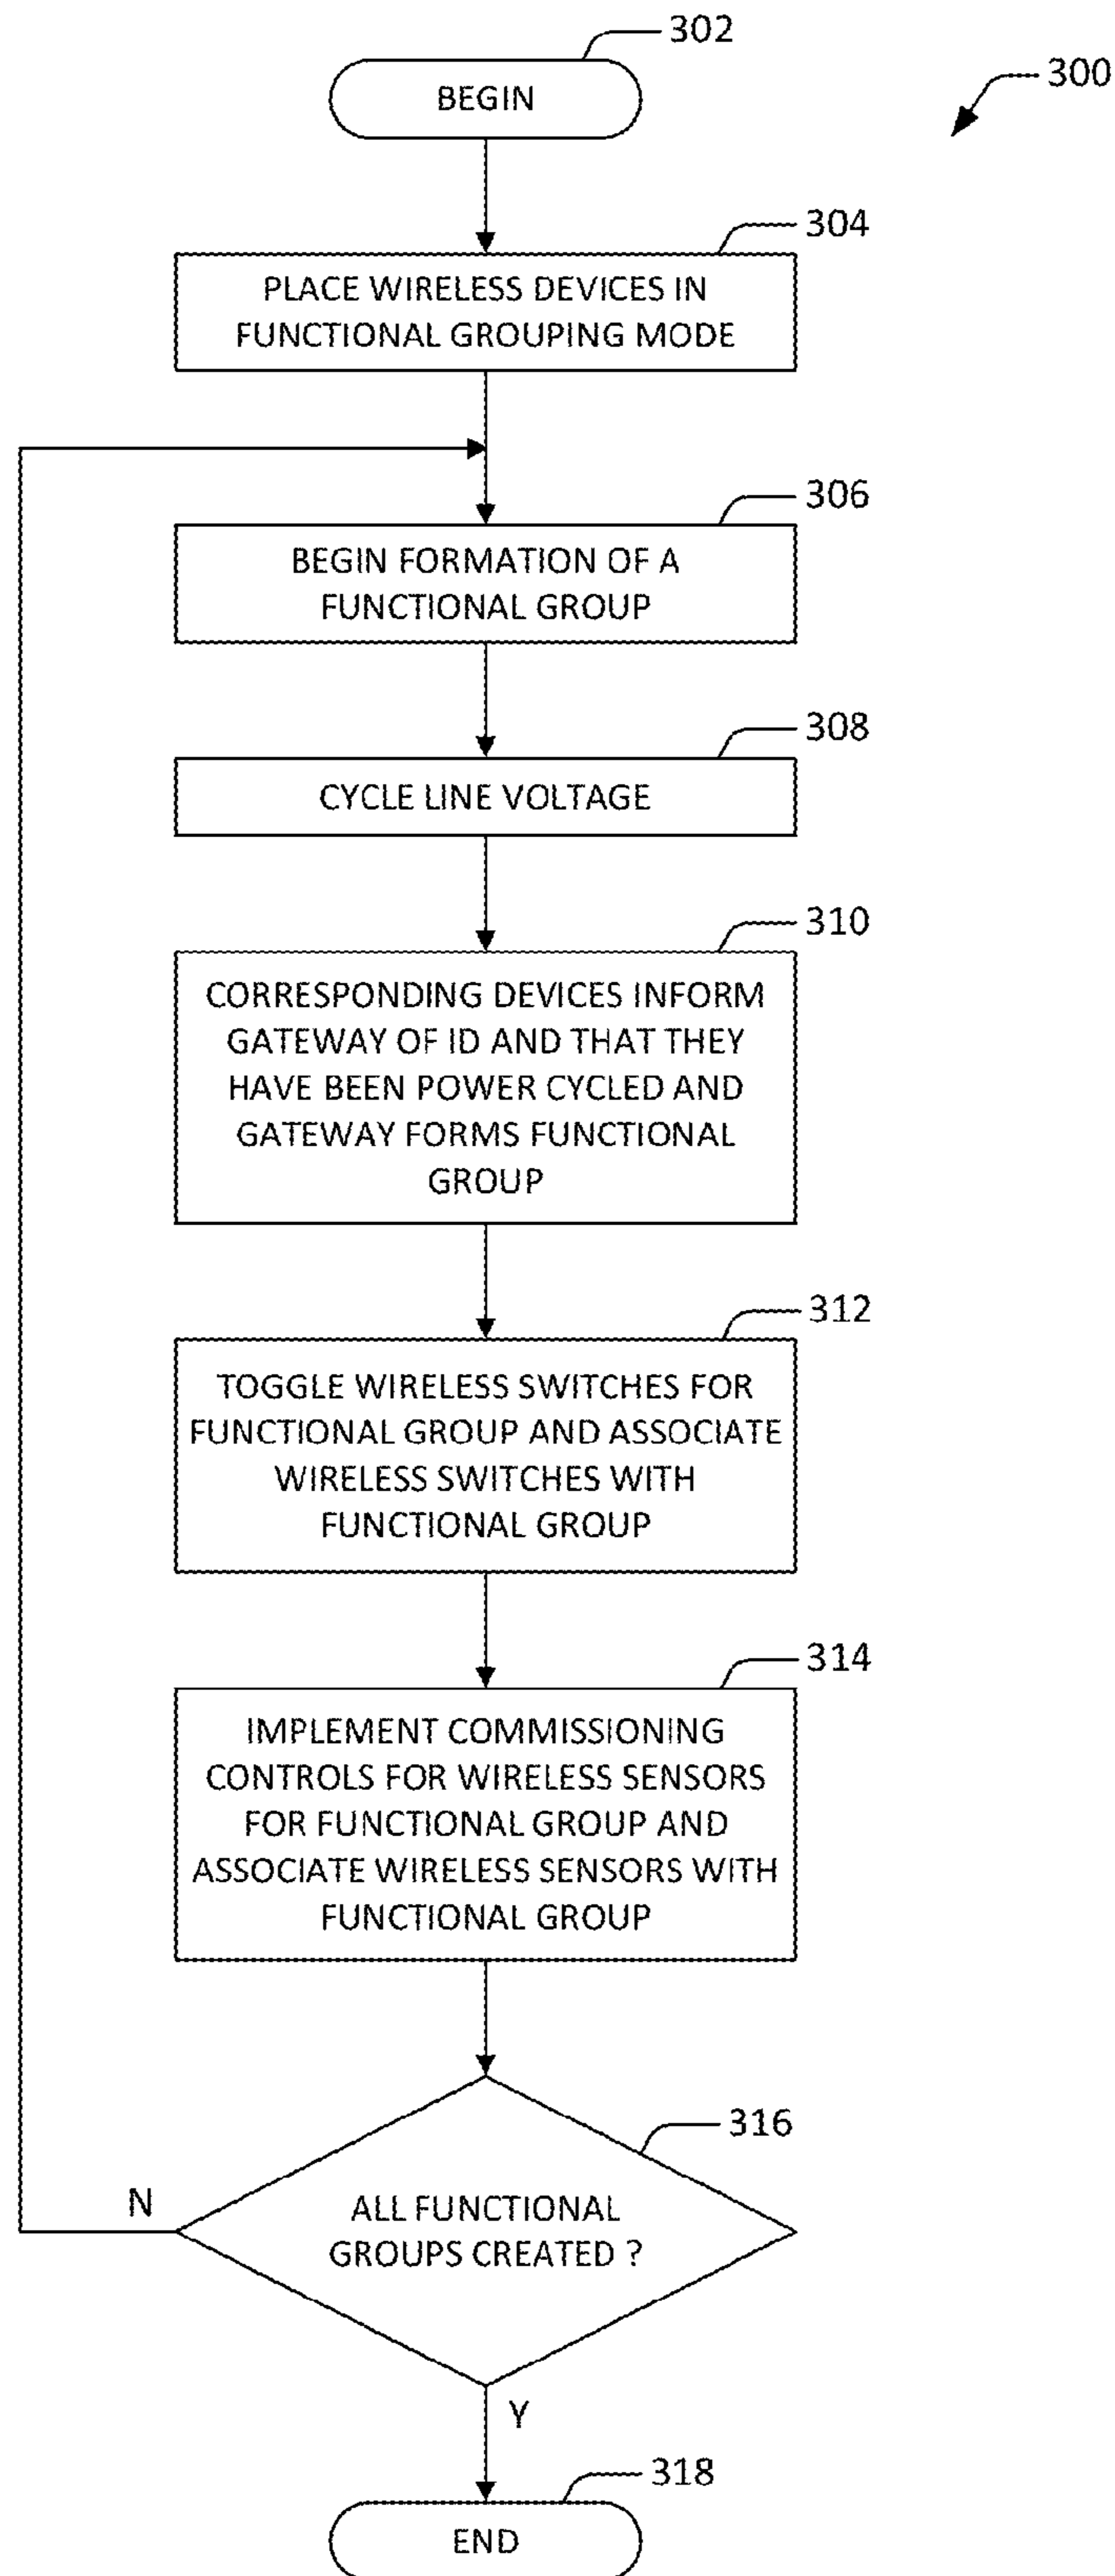 302
BEGIN
300
304
PLACE WIRELESS DEVICES IN
FUNCTIONAL GROUPING MODE
306
BEGIN FORMATION OF A
FUNCTIONAL GROUP
308
CYCLE LINE VOLTAGE
310
CORRESPONDING DEVICES INFORM
GATEWAY OF ID AND THAT THEY
HAVE BEEN POWER CYCLED AND
GATEWAY FORMS FUNCTIONAL
GROUP
312
TOGGLE WIRELESS SWITCHES FOR
FUNCTIONAL GROUP AND ASSOCIATE
WIRELESS SWITCHES WITH
FUNCTIONAL GROUP
314
IMPLEMENT COMMISSIONING
CONTROLS FOR WIRELESS SENSORS
FOR FUNCTIONAL GROUP AND
ASSOCIATE WIRELESS SENSORS WITH
FUNCTIONAL GROUP
316
N
ALL FUNCTIONAL
GROUPS CREATED ?
Y
318
END